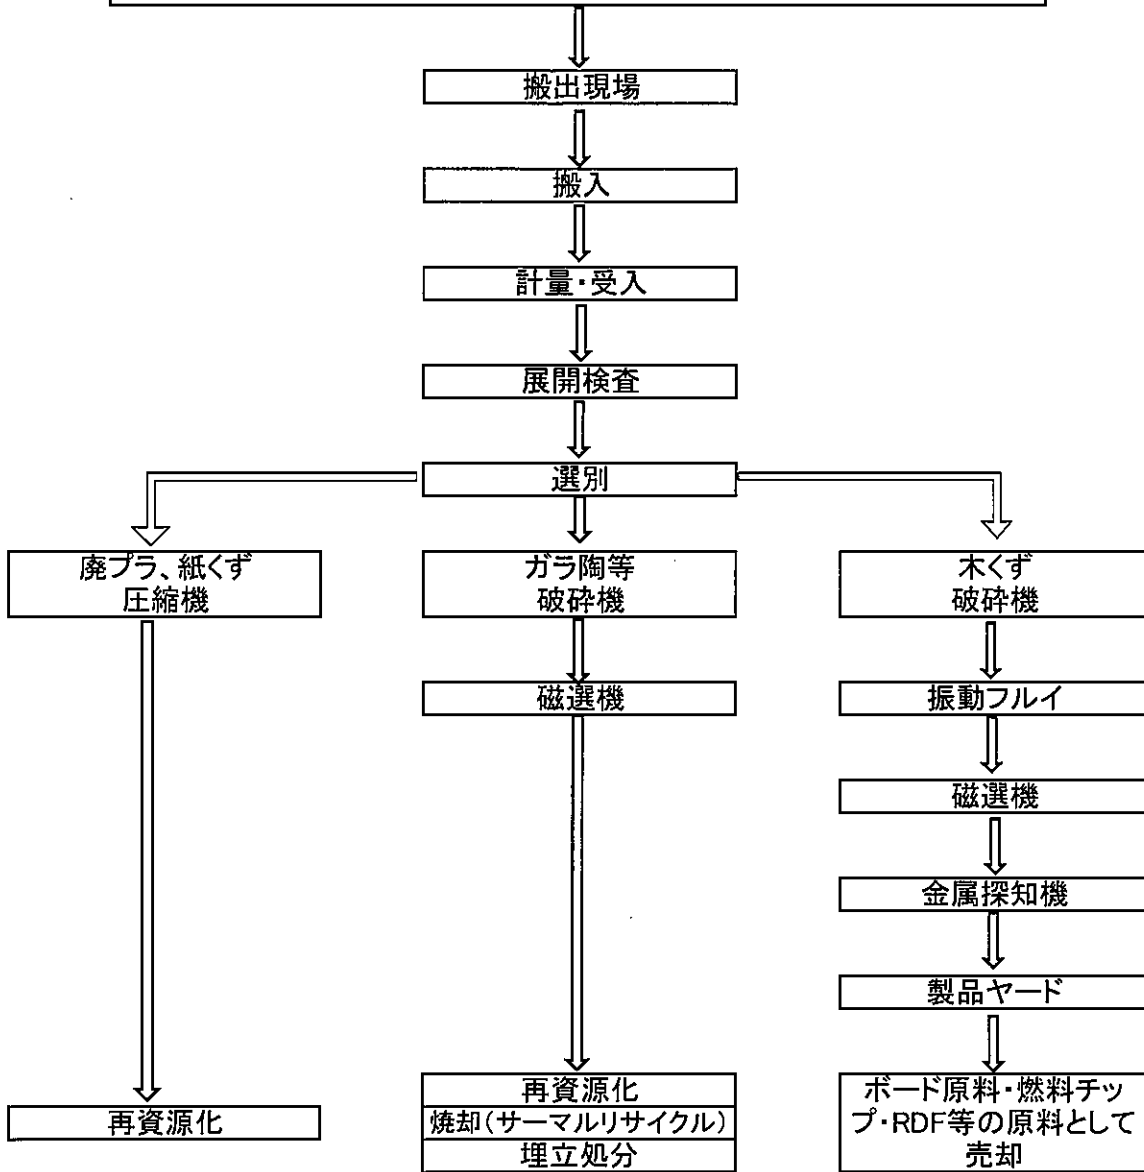 搬出現場
搬入
計量・受入
展開検査
選別
廃プラ、紙くず
圧縮機
ガラ陶等
破砕機
木くず
破砕機
磁選機
振動フルイ
磁選機
金属探知機
製品ヤード
再資源化
再資源化
焼却(サーマルリサイクル)
埋立処分
ボード原料・燃料チッ
プ・RDF等の原料として
売却